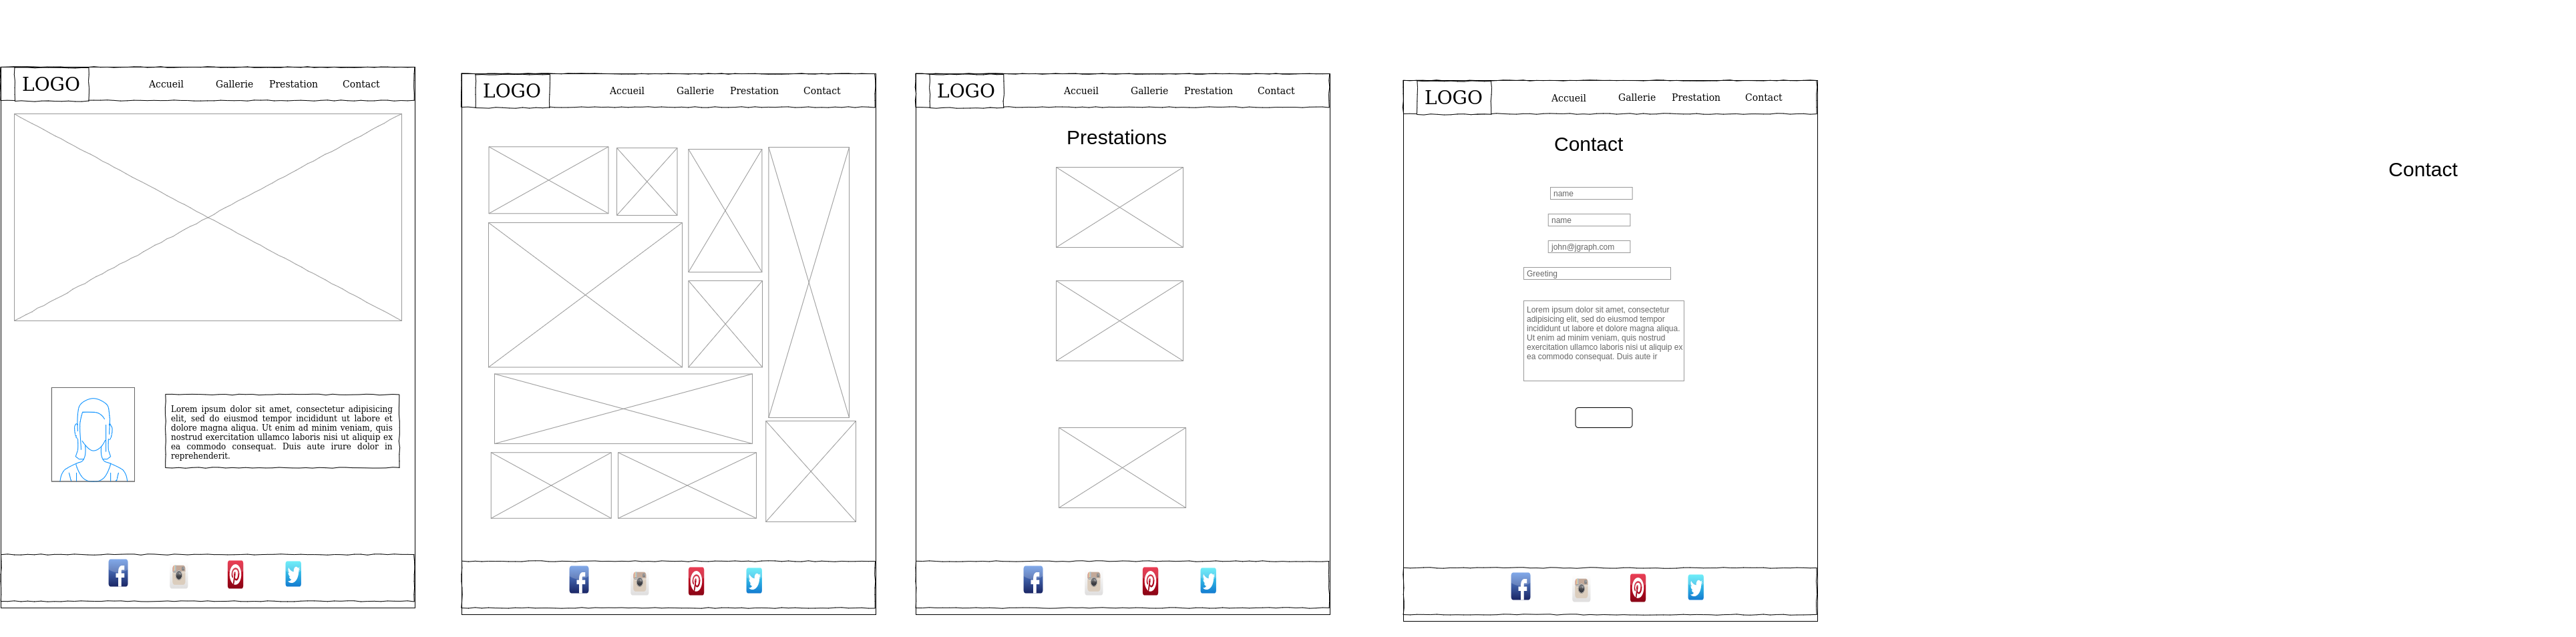 LOGO
Accueil Gallerie Prestation Contact
Lorem ipsum dolor sit amet, consectetur adipisicing
elit, sed do eiusmod tempor incididunt ut labore et
dolore magna aliqua. Ut enim ad minim veniam, quis
nostrud exercitation ullamco laboris nisi ut aliquip ex
ea commodo consequat. Duis aute irure dolor in
reprehenderit.
LOGO
Accueil Gallerie Prestation Contact
LOGO
Accueil Gallerie Prestation Contact
Prestations
LOGO
Accueil Gallerie Prestation Contact
Contact
name
name
john@jgraph.com
Greeting
Lorem ipsum dolor sit amet, consectetur
adipisicing elit, sed do eiusmod tempor
incididunt ut labore et dolore magna aliqua.
Ut enim ad minim veniam, quis nostrud
exercitation ullamco laboris nisi ut aliquip ex
ea commodo consequat. Duis aute ir
Contact